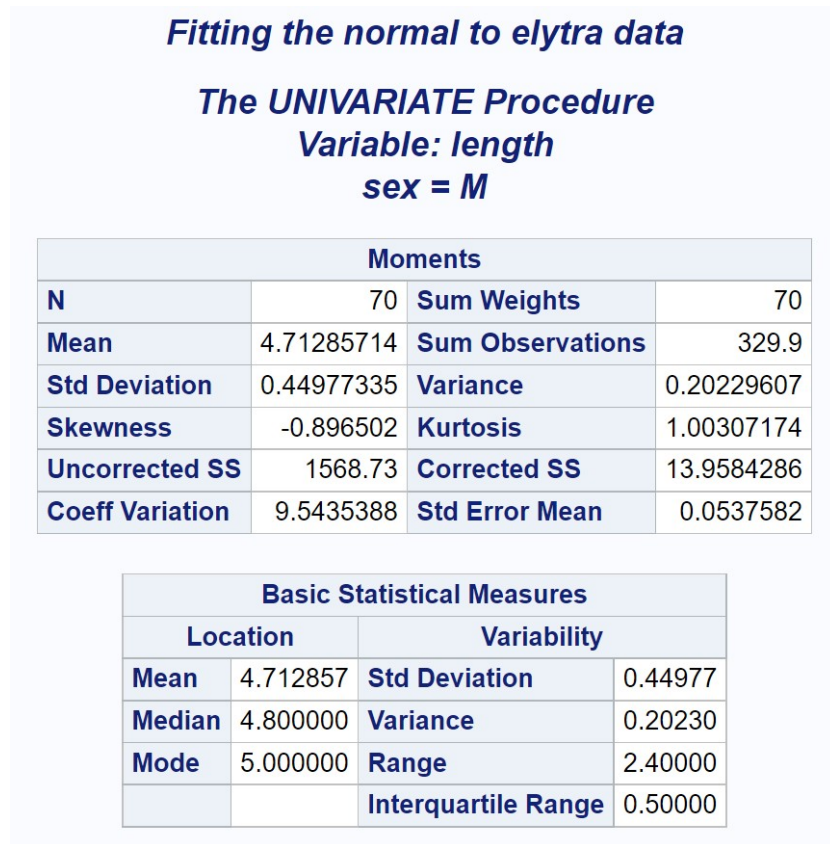 Fitting the normal to elytra data
The UNIVARIATE Procedure
Variable: length
sex = M
Moments
N 70 Sum Weights 70
Mean 4.71285714 Sum Observations 329.9
Std Deviation 0.44977335 Variance 0.20229607
Skewness -0.896502 Kurtosis 1.00307174
Uncorrected SS 1568.73 Corrected SS 13.9584286
Coeff Variation 9.5435388 Std Error Mean 0.0537582
Basic Statistical Measures
Location Variability
Mean 4.712857 Std Deviation 0.44977
Median 4.800000 Variance 0.20230
Mode 5.000000 Range 2.40000
Interquartile Range 0.50000